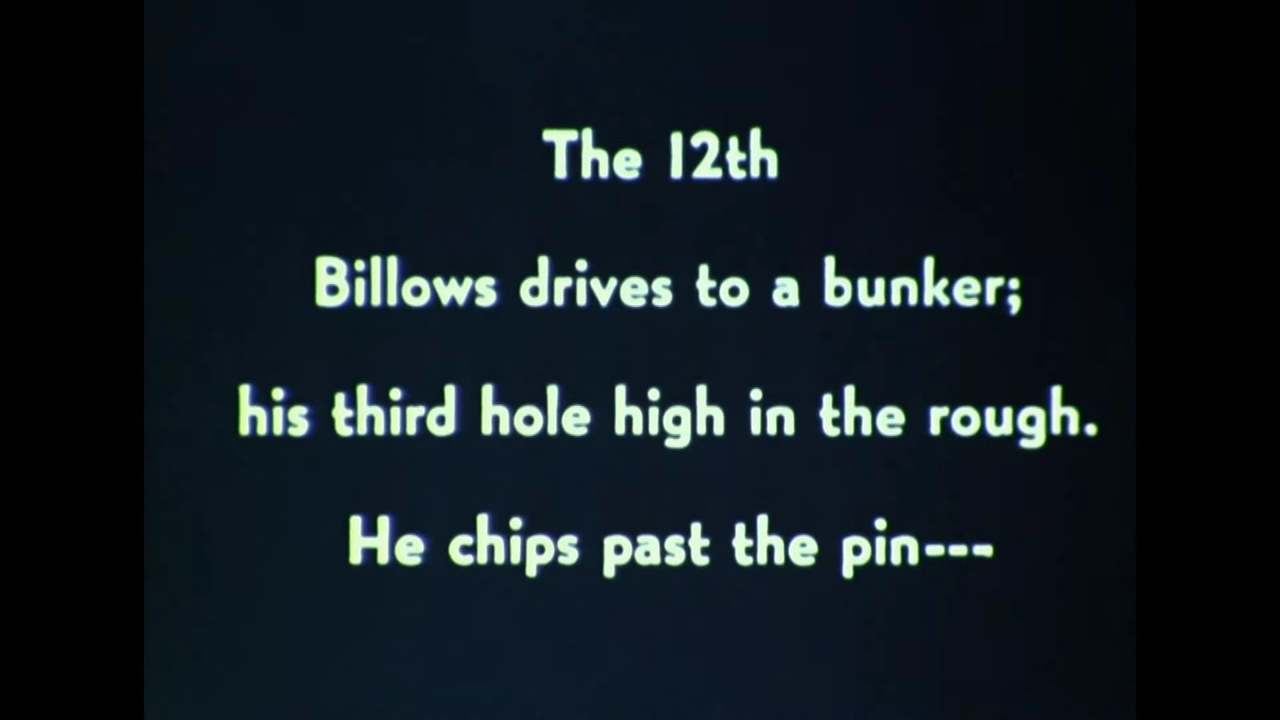 The 12th
Billows drives to a bunker;
his third hole high in the rough.
He chips past the pin---